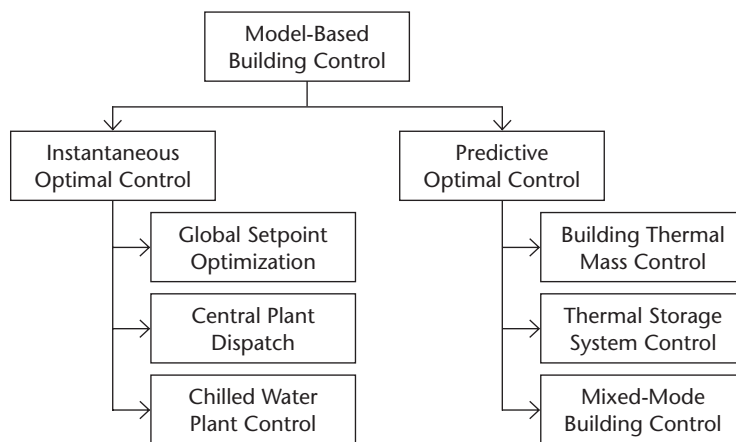 Model-Based
Building Control
Instantaneous
Optimal Control
Predictive
Optimal Control
Global Setpoint
Optimization
Building Thermal
Mass Control
Central Plant
Dispatch
Thermal Storage
System Control
Chilled Water
Plant Control
Mixed-Mode
Building Control